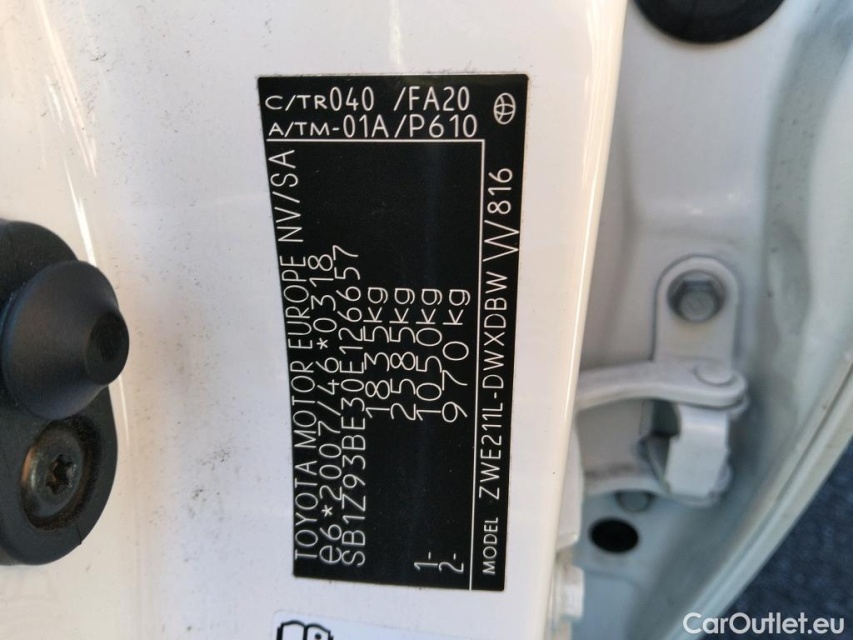 C/TR040 /FA20
A/TM-01A/P610
TOYOTA MOTOR EUROPE NV/SA
e6*2007/46*0318
SB1Z93BE30E126657
1835kg
2585kg
1- 1050kg
2- 970kg
MODEL ZWE211L-DWXDBW W816
CarOutlet.eu